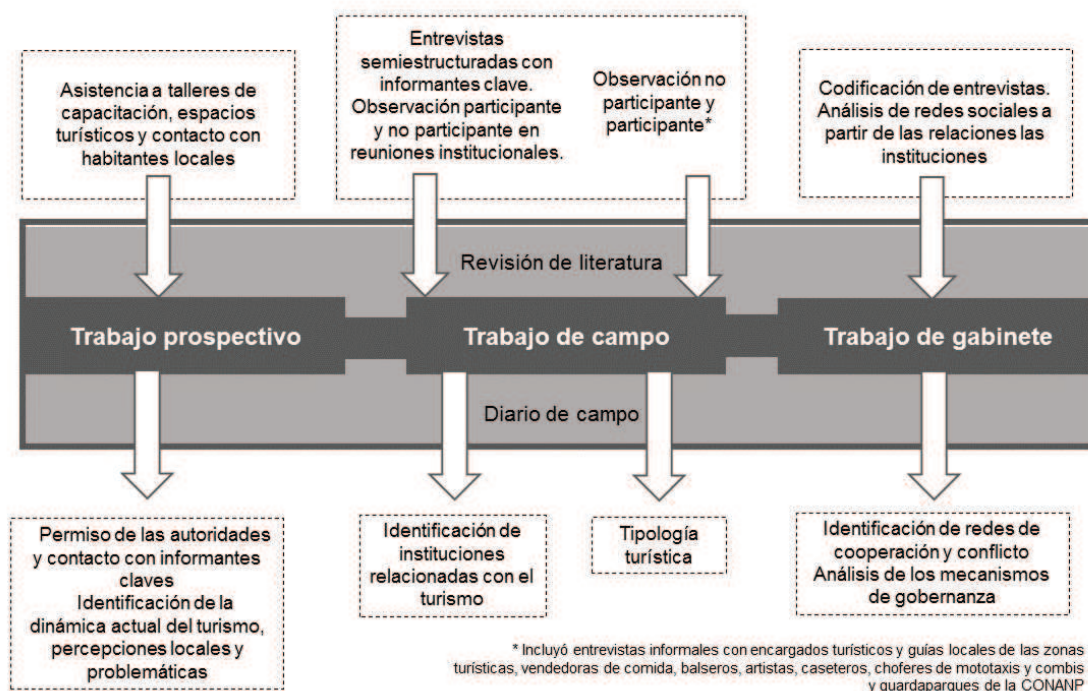 Asistencia a talleres de
capacitación, espacios
turísticos y contacto con
habitantes locales
Entrevistas
semiestructuradas con
informantes clave.
Observación participante
y no participante en
reuniones institucionales.
Observación no
participante y
participante*
Codificación de entrevistas.
Análisis de redes sociales a
partir de las relaciones las
instituciones
Revisión de literatura
Trabajo prospectivo
Trabajo de campo
Trabajo de gabinete
Diario de campo
Permiso de las autoridades
y contacto con informantes
claves
Identificación de la
dinámica actual del turismo,
percepciones locales y
problemáticas
Identificación de
instituciones
relacionadas con el
turismo
Tipología
turística
Identificación de redes de
cooperación y conflicto
Análisis de los mecanismos
de gobernanza
* Incluyó entrevistas informales con encargados turísticos y guías locales de las zonas
turísticas, vendedoras de comida, balseros, artistas, caseteros, choferes de mototaxis y combis
y guardaparques de la CONANP